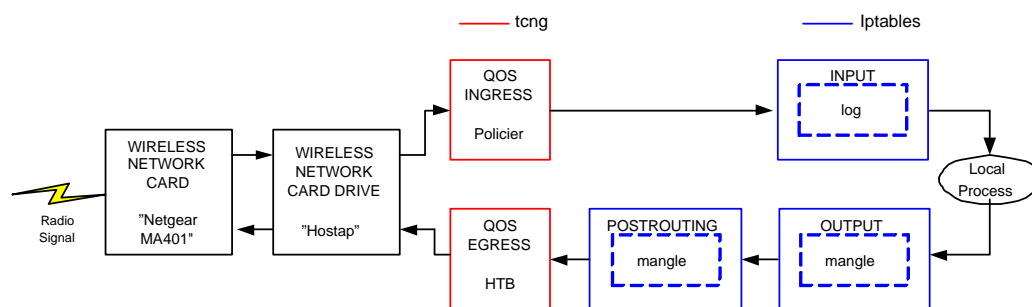 tcng
Iptables
QOS
INGRESS
Policier
INPUT
log
WIRELESS
NETWORK
CARD
"Netgear
MA401"
WIRELESS
NETWORK
CARD DRIVE
"Hostap"
Radio
Signal
Local
Process
QOS
EGRESS
HTB
POSTROUTING
mangle
OUTPUT
mangle